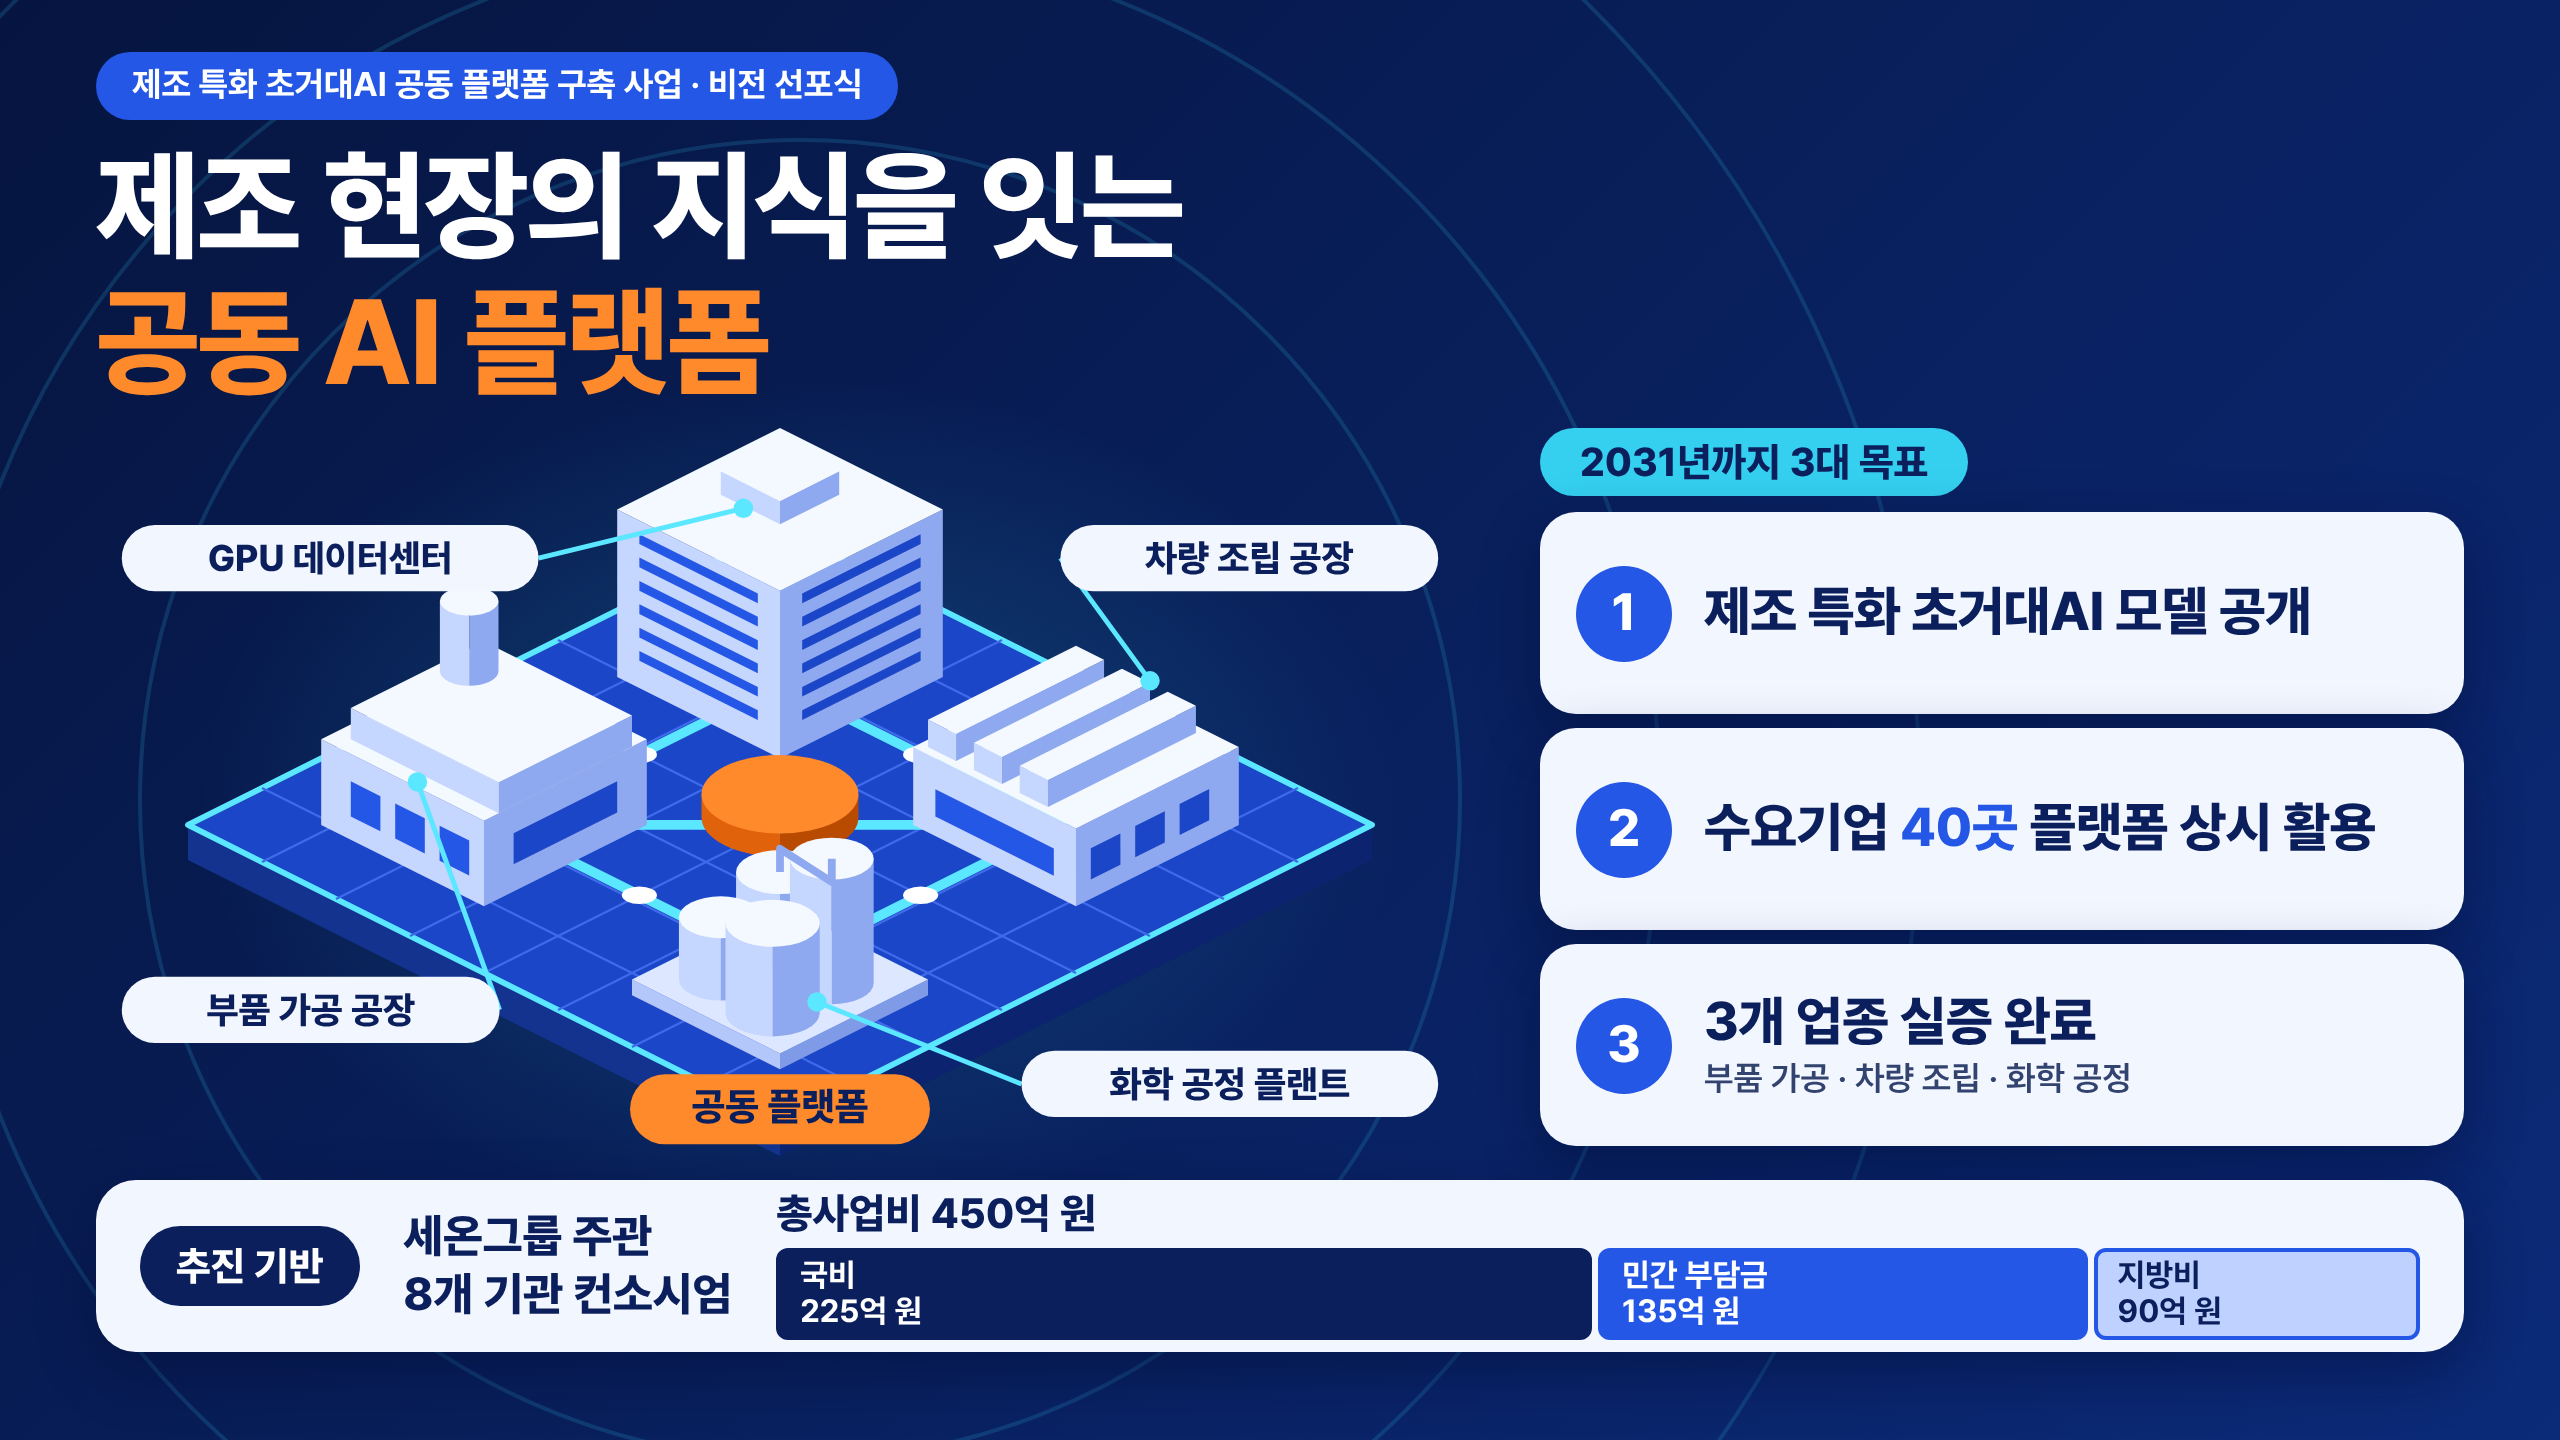 제조 특화 초거대AI 공동 플랫폼 구축 사업 · 비전 선포식
제조 현장의 지식을 잇는
공동 AI 플랫폼
GPU 데이터센터
차량 조립 공장
부품 가공 공장
화학 공정 플랜트
공동 플랫폼
2031년까지 3대 목표
1
제조 특화 초거대AI 모델 공개
2
수요기업 40곳 플랫폼 상시 활용
3
3개 업종 실증 완료
부품 가공 · 차량 조립 · 화학 공정
추진 기반
세온그룹 주관
8개 기관 컨소시엄
총사업비 450억 원
국비
225억 원
민간 부담금
135억 원
지방비
90억 원